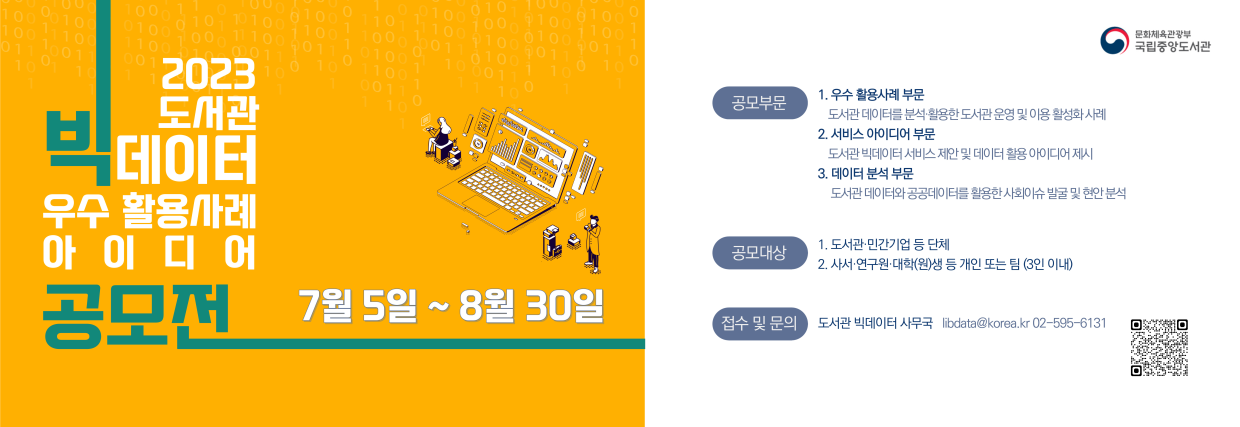 2023
도서관
빅데이터
우수 활용사례
아이디어
공모전
7월 5일 ~ 8월 30일
문화체육관광부
국립중앙도서관
공모부문
1. 우수 활용사례 부문
도서관 데이터를 분석·활용한 도서관 운영 및 이용 활성화 사례
2. 서비스 아이디어 부문
도서관 빅데이터 서비스 제안 및 데이터 활용 아이디어 제시
3. 데이터 분석 부문
도서관 데이터와 공공데이터를 활용한 사회이슈 발굴 및 현안 분석
공모대상
1. 도서관·민간기업 등 단체
2. 사서·연구원·대학(원)생 등 개인 또는 팀 (3인 이내)
접수 및 문의
도서관 빅데이터 사무국 libdata@korea.kr 02-595-6131